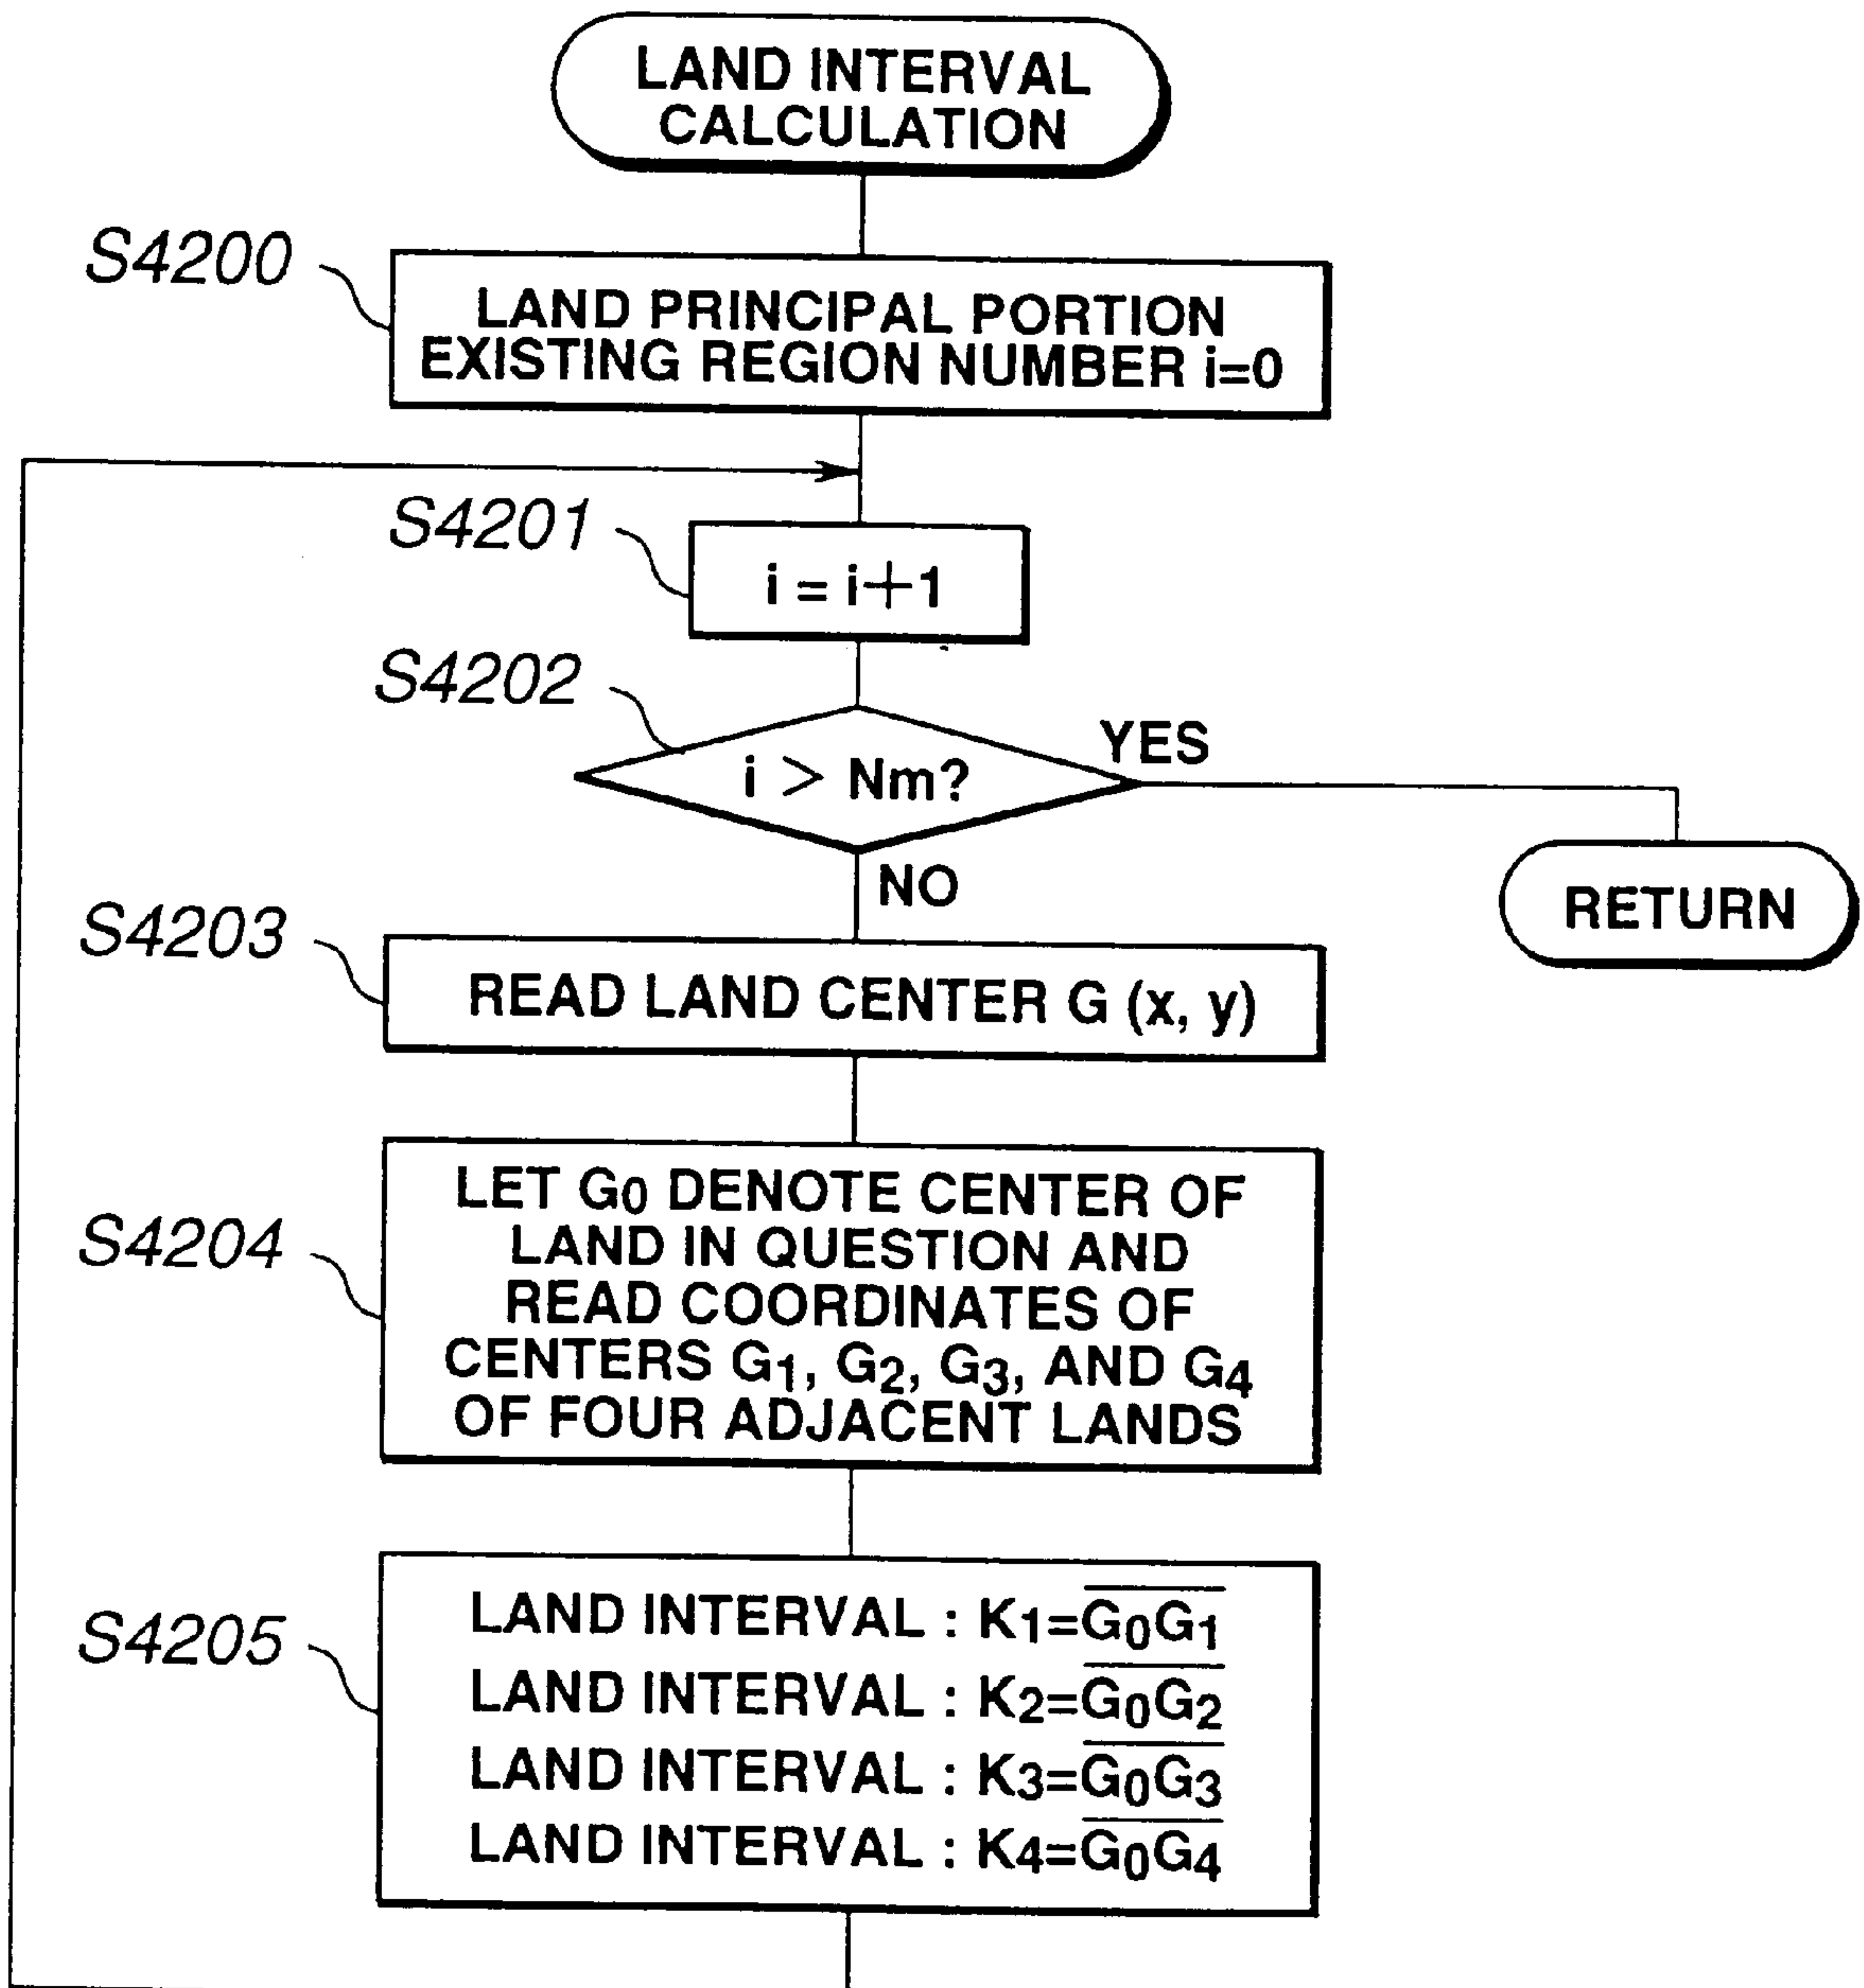 LAND INTERVAL
CALCULATION
S4200
LAND PRINCIPAL PORTION
EXISTING REGION NUMBER i=0
S4201
i = i+1
S4202
i > Nm?
YES
NO
RETURN
S4203
READ LAND CENTER G (x, y)
S4204
LET G0 DENOTE CENTER OF
LAND IN QUESTION AND
READ COORDINATES OF
CENTERS G1, G2, G3, AND G4
OF FOUR ADJACENT LANDS
S4205
LAND INTERVAL : K1=G0G1
LAND INTERVAL : K2=G0G2
LAND INTERVAL : K3=G0G3
LAND INTERVAL : K4=G0G4